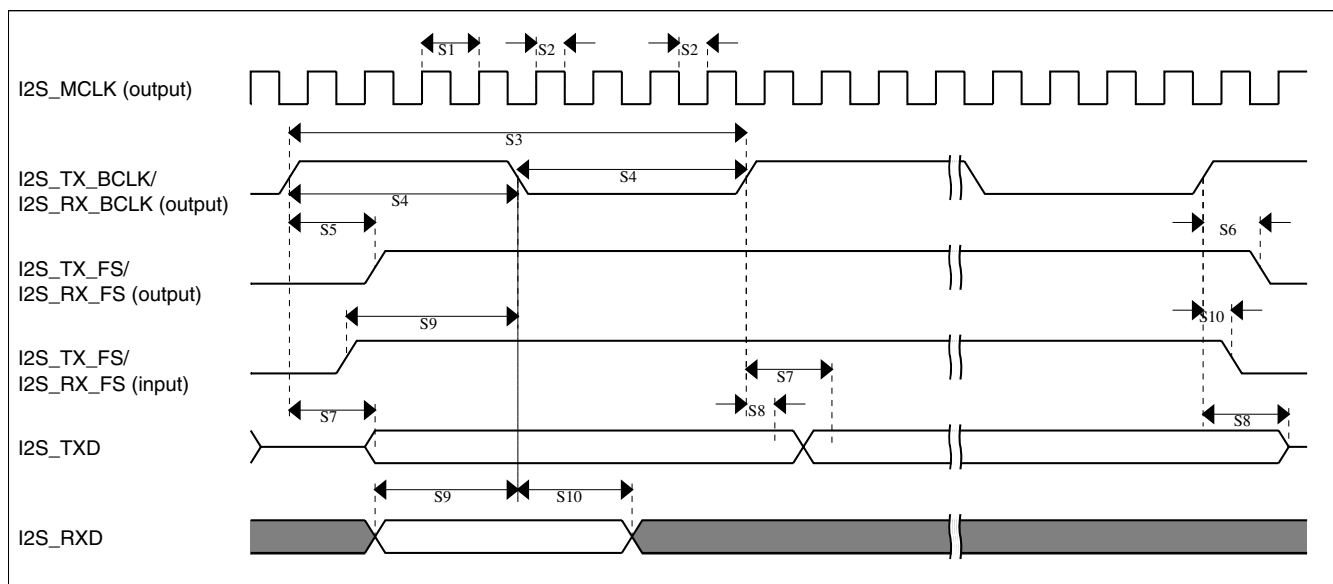 S1
S2
S2
I2S_MCLK (output)
S3
I2S_TX_BCLK/
I2S_RX_BCLK (output)
S4
S4
S5
S6
I2S_TX_FS/
I2S_RX_FS (output)
S9
S10
I2S_TX_FS/
I2S_RX_FS (input)
S7
S7
S8
S8
I2S_TXD
S9
S10
I2S_RXD